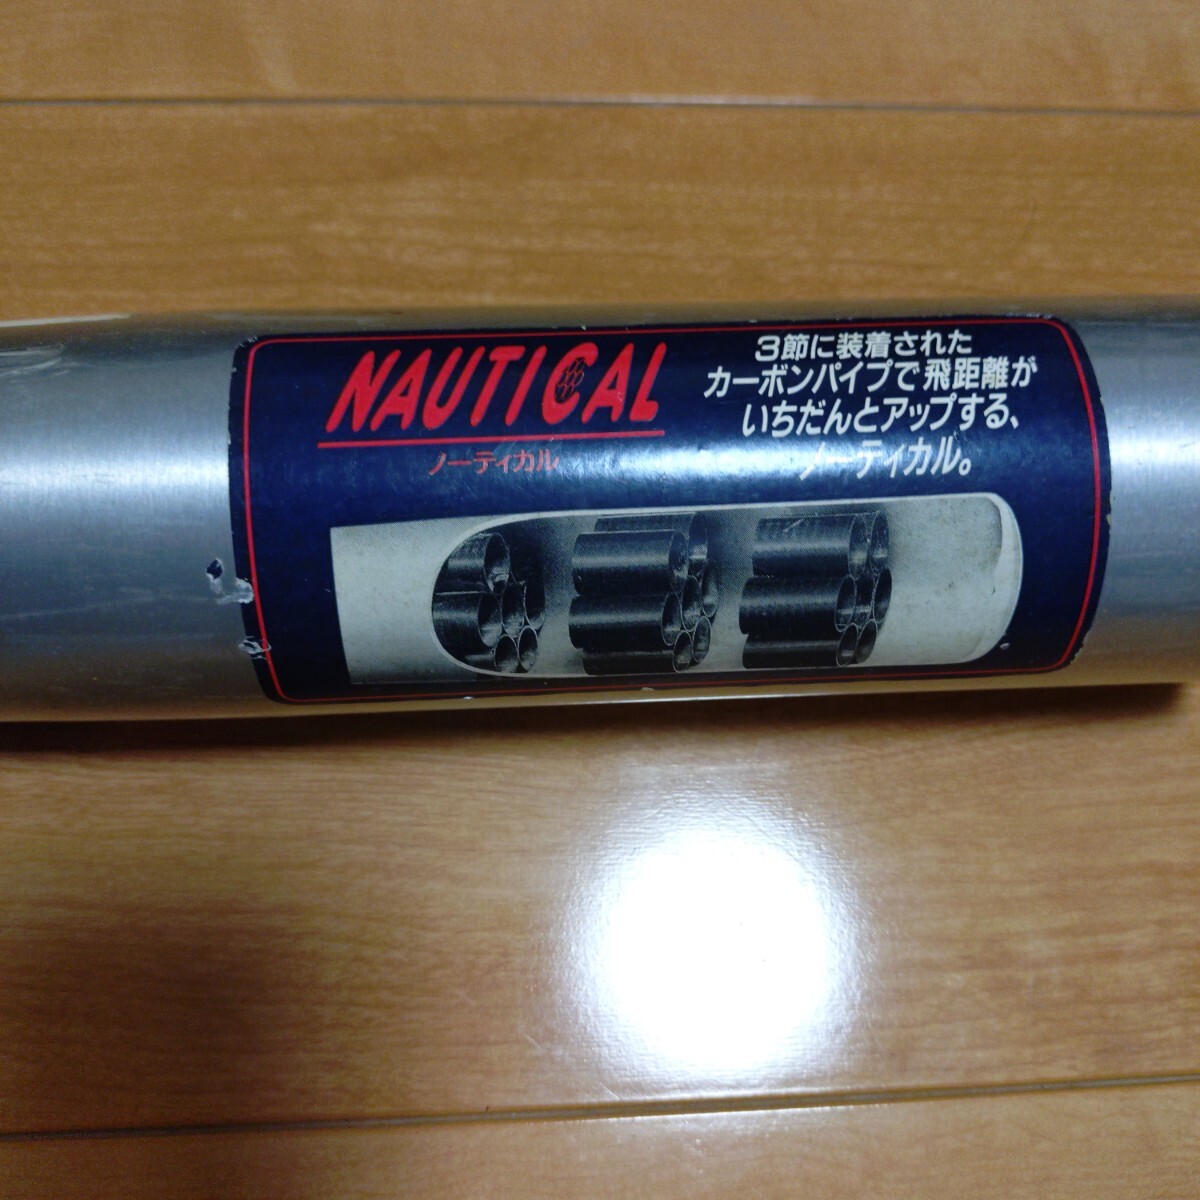 NAUTICAL
ノーティカル
3節に装着された
カーボンパイプで飛距離が
いちだんとアップする、
ノーティカル。